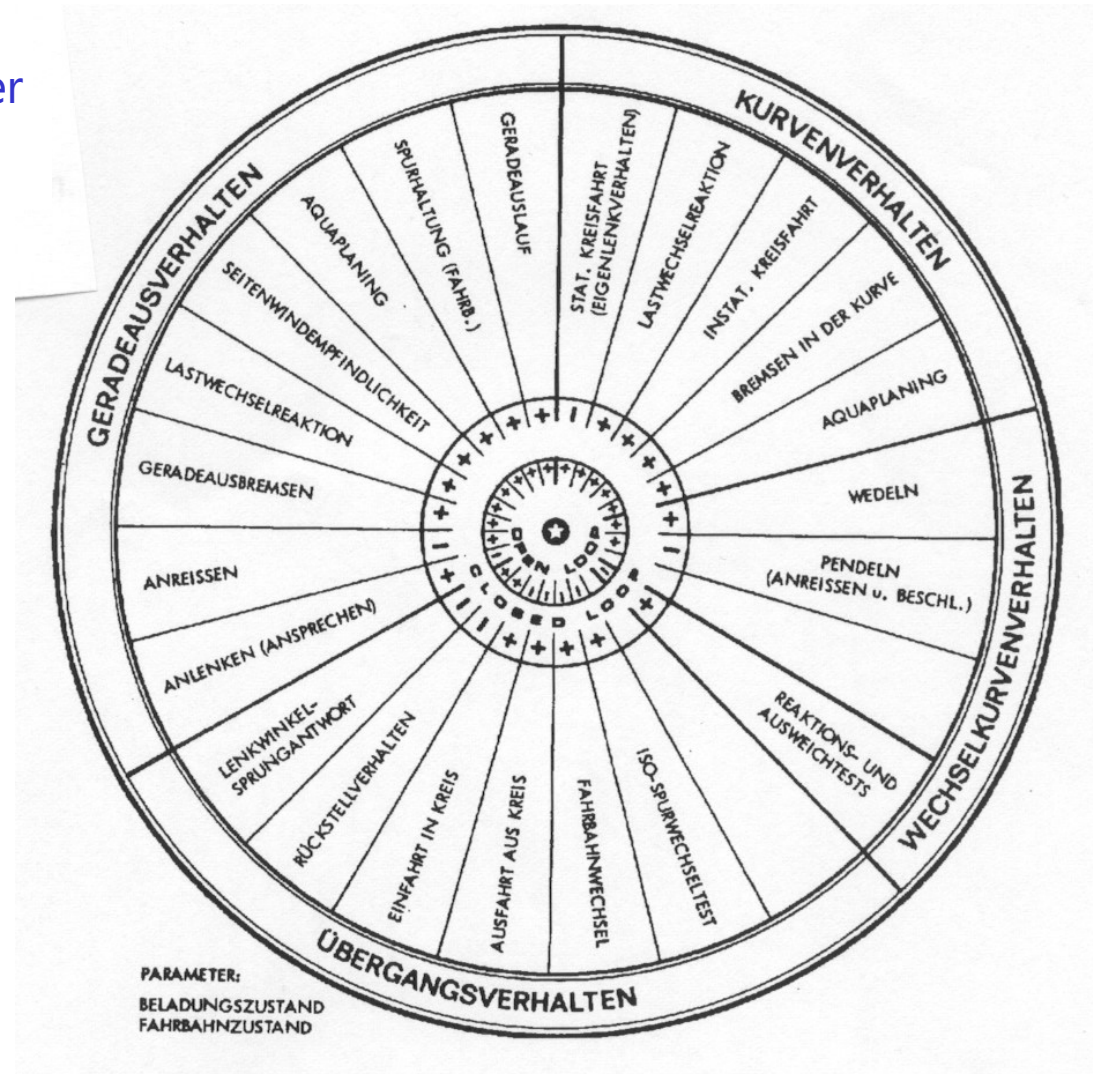 er
KURVENVERHALTEN
STAT. KREISFAHRT
(EIGENLENKVERHALTEN)
LASTWECHSELREAKTION
INSTAT. KREISFAHRT
BREMSEN IN DER KURVE
AQUAPLANING
WECHSELKURVENVERHALTEN
WEDELN
PENDELN
(ANREISSEN u. BESCHL.)
REAKTIONS- UND
AUSWEICHTESTS
ÜBERGANGSVERHALTEN
ISO-SPURWECHSELTEST
FAHRBAHNWECHSEL
AUSFAHRT AUS KREIS
EINFAHRT IN KREIS
RÜCKSTELLVERHALTEN
LENKWINKEL-
SPRUNGANTWORT
GERADEAUSVERHALTEN
ANLENKEN (ANSPRECHEN)
ANREISSEN
GERADEAUSBREMSEN
LASTWECHSELREAKTION
SEITENWINDEMPFINDLICHKEIT
AQUAPLANING
SPURHALTUNG (FAHRB.)
GERADEAUSLAUF
OPEN LOOP
CLOSED LOOP
PARAMETER:
BELADUNGSZUSTAND
FAHRBAHNZUSTAND